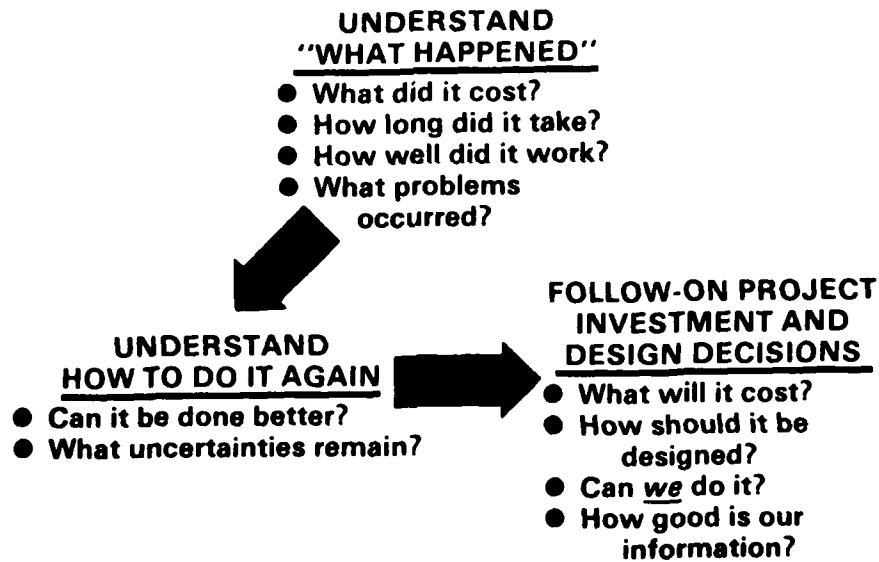 UNDERSTAND
"WHAT HAPPENED"
● What did it cost?
● How long did it take?
● How well did it work?
● What problems
occurred?
UNDERSTAND
HOW TO DO IT AGAIN
● Can it be done better?
● What uncertainties remain?
FOLLOW-ON PROJECT
INVESTMENT AND
DESIGN DECISIONS
● What will it cost?
● How should it be
designed?
● Can we do it?
● How good is our
information?